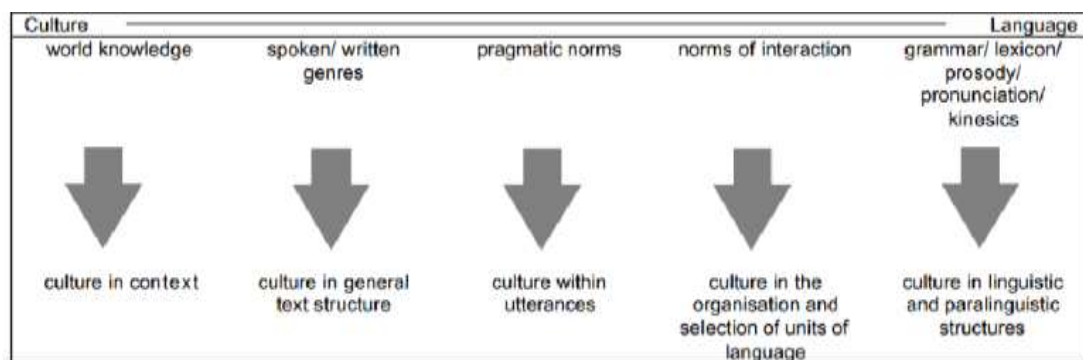 Culture Language
world knowledge
spoken/ written
genres
pragmatic norms
norms of interaction
grammar/ lexicon/
prosody/
pronunciation/
kinesics
culture in context
culture in general
text structure
culture within
utterances
culture in the
organisation and
selection of units of
language
culture in linguistic
and paralinguistic
structures